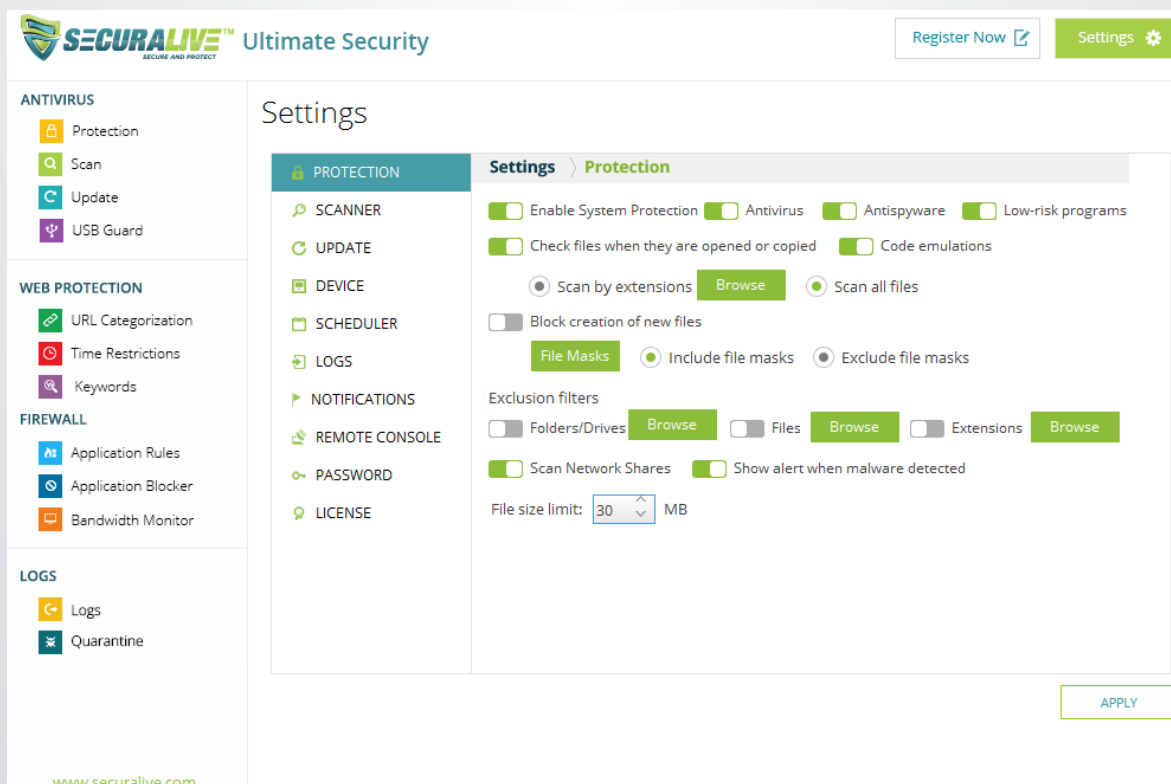 SECURALIVE™ Ultimate Security
SECURE AND PROTECT
Register Now
Settings
ANTIVIRUS
Protection
Scan
Update
USB Guard
WEB PROTECTION
URL Categorization
Time Restrictions
Keywords
FIREWALL
Application Rules
Application Blocker
Bandwidth Monitor
LOGS
Logs
Quarantine
www.securalive.com
Settings
PROTECTION
SCANNER
UPDATE
DEVICE
SCHEDULER
LOGS
NOTIFICATIONS
REMOTE CONSOLE
PASSWORD
LICENSE
Settings Protection
Enable System Protection Antivirus Antispyware Low-risk programs
Check files when they are opened or copied Code emulations
Scan by extensions Browse Scan all files
Block creation of new files
File Masks Include file masks Exclude file masks
Exclusion filters
Folders/Drives Browse Files Browse Extensions Browse
Scan Network Shares Show alert when malware detected
File size limit: 30 MB
APPLY